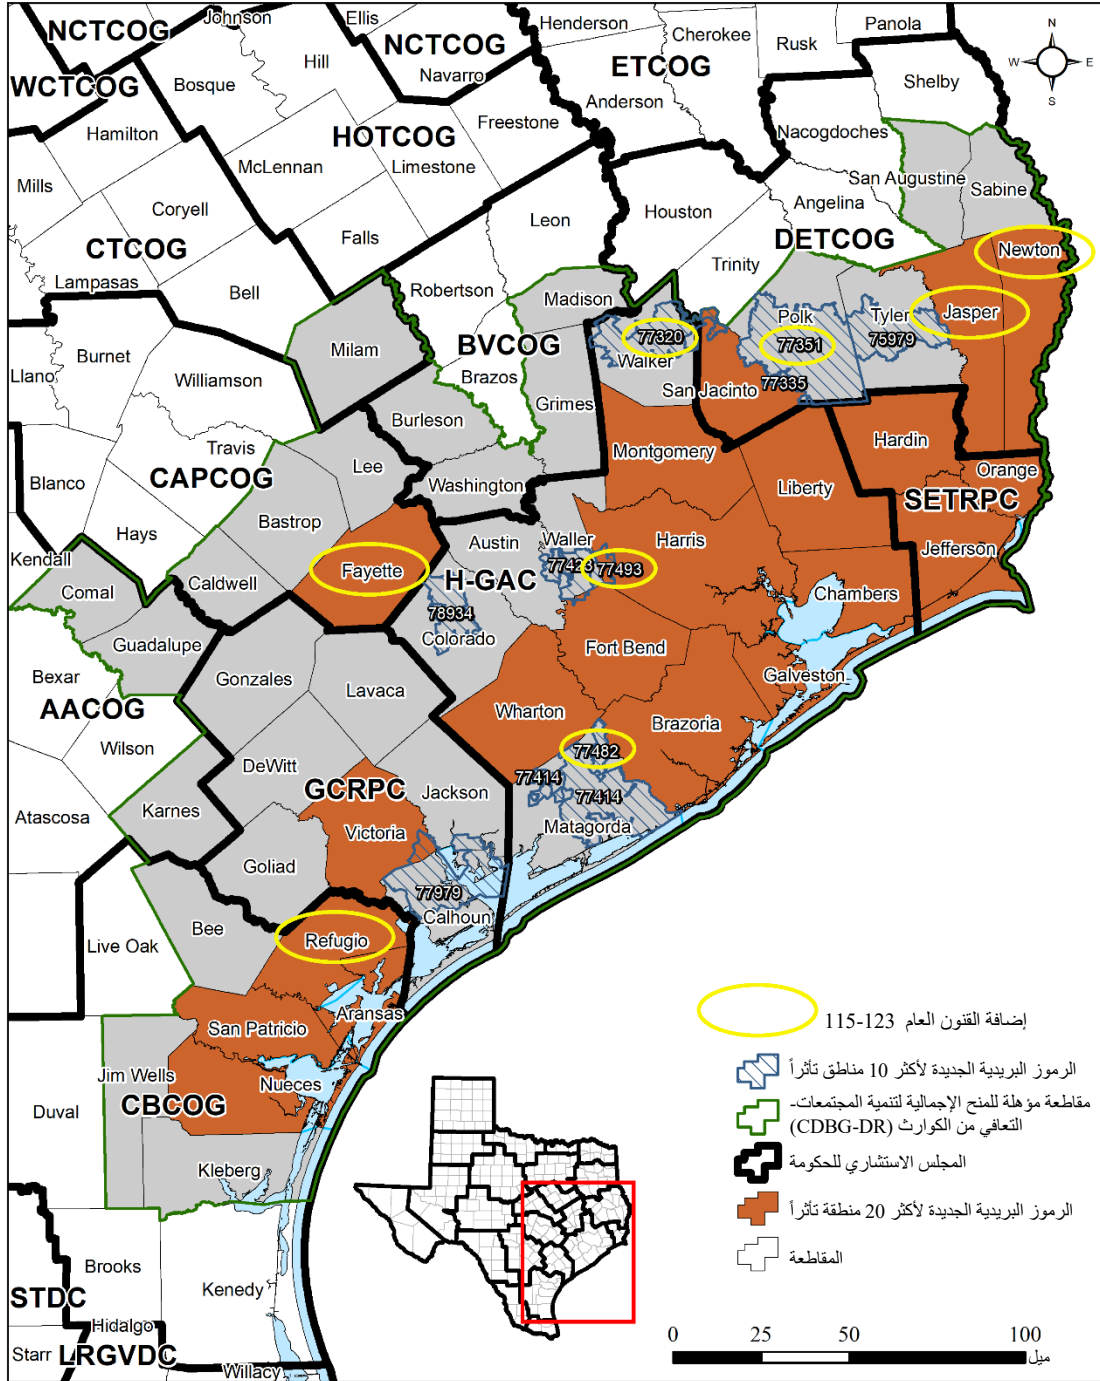 NCTCOG
Johnson
Ellis
NCTCOG
Henderson
Cherokee
Panola
Rusk
N
W
E
S
WCTCOG
Bosque
Hill
Navarro
ETCOG
Anderson
Shelby
Hamilton
HOTCOG
Freestone
Nacogdoches
McLennan
Limestone
San Augustine
Sabine
Mills
Coryell
Leon
Houston
Angelina
CTCOG
Falls
DETCOG
Newton
Lampasas
Bell
Robertson
Madison
Trinity
Jasper
Burnet
Milam
BVCOG
77320
Polk
77351
Tyler
75979
Llano
Williamson
Brazos
Walker
San Jacinto
77335
Burleson
Grimes
Travis
Montgomery
Hardin
Blanco
CAPCOG
Lee
Washington
Liberty
Orange
Bastrop
SETRPC
Hays
Austin
Waller
Harris
Jefferson
Kendall
Fayette
77423
77493
Comal
Caldwell
H-GAC
78934
Chambers
Guadalupe
Colorado
Fort Bend
Bexar
Gonzales
Lavaca
Galveston
AACOG
Wharton
Brazoria
Wilson
77482
DeWitt
77414
GCRPC
Jackson
77414
Atascosa
Karnes
Victoria
Matagorda
Goliad
77979
Bee
Calhoun
Live Oak
Refugio
Aransas
San Patricio
Jim Wells
Nueces
Duval
CBCOG
Kleberg
Brooks
Kenedy
STDC
Hidalgo
Starr
LRGVDC
Willacy
إضافة القنون العام 123-115
الرموز البريدية الجديدة لأكثر 10 مناطق تأثراً
مقاطعة مؤهلة للمنح الإجمالية لتنمية المجتمعات-
التعافي من الكوارث (CDBG-DR)
المجلس الاستشاري للحكومة
الرموز البريدية الجديدة لأكثر 20 منطقة تأثراً
المقاطعة
0
25
50
100
ميل